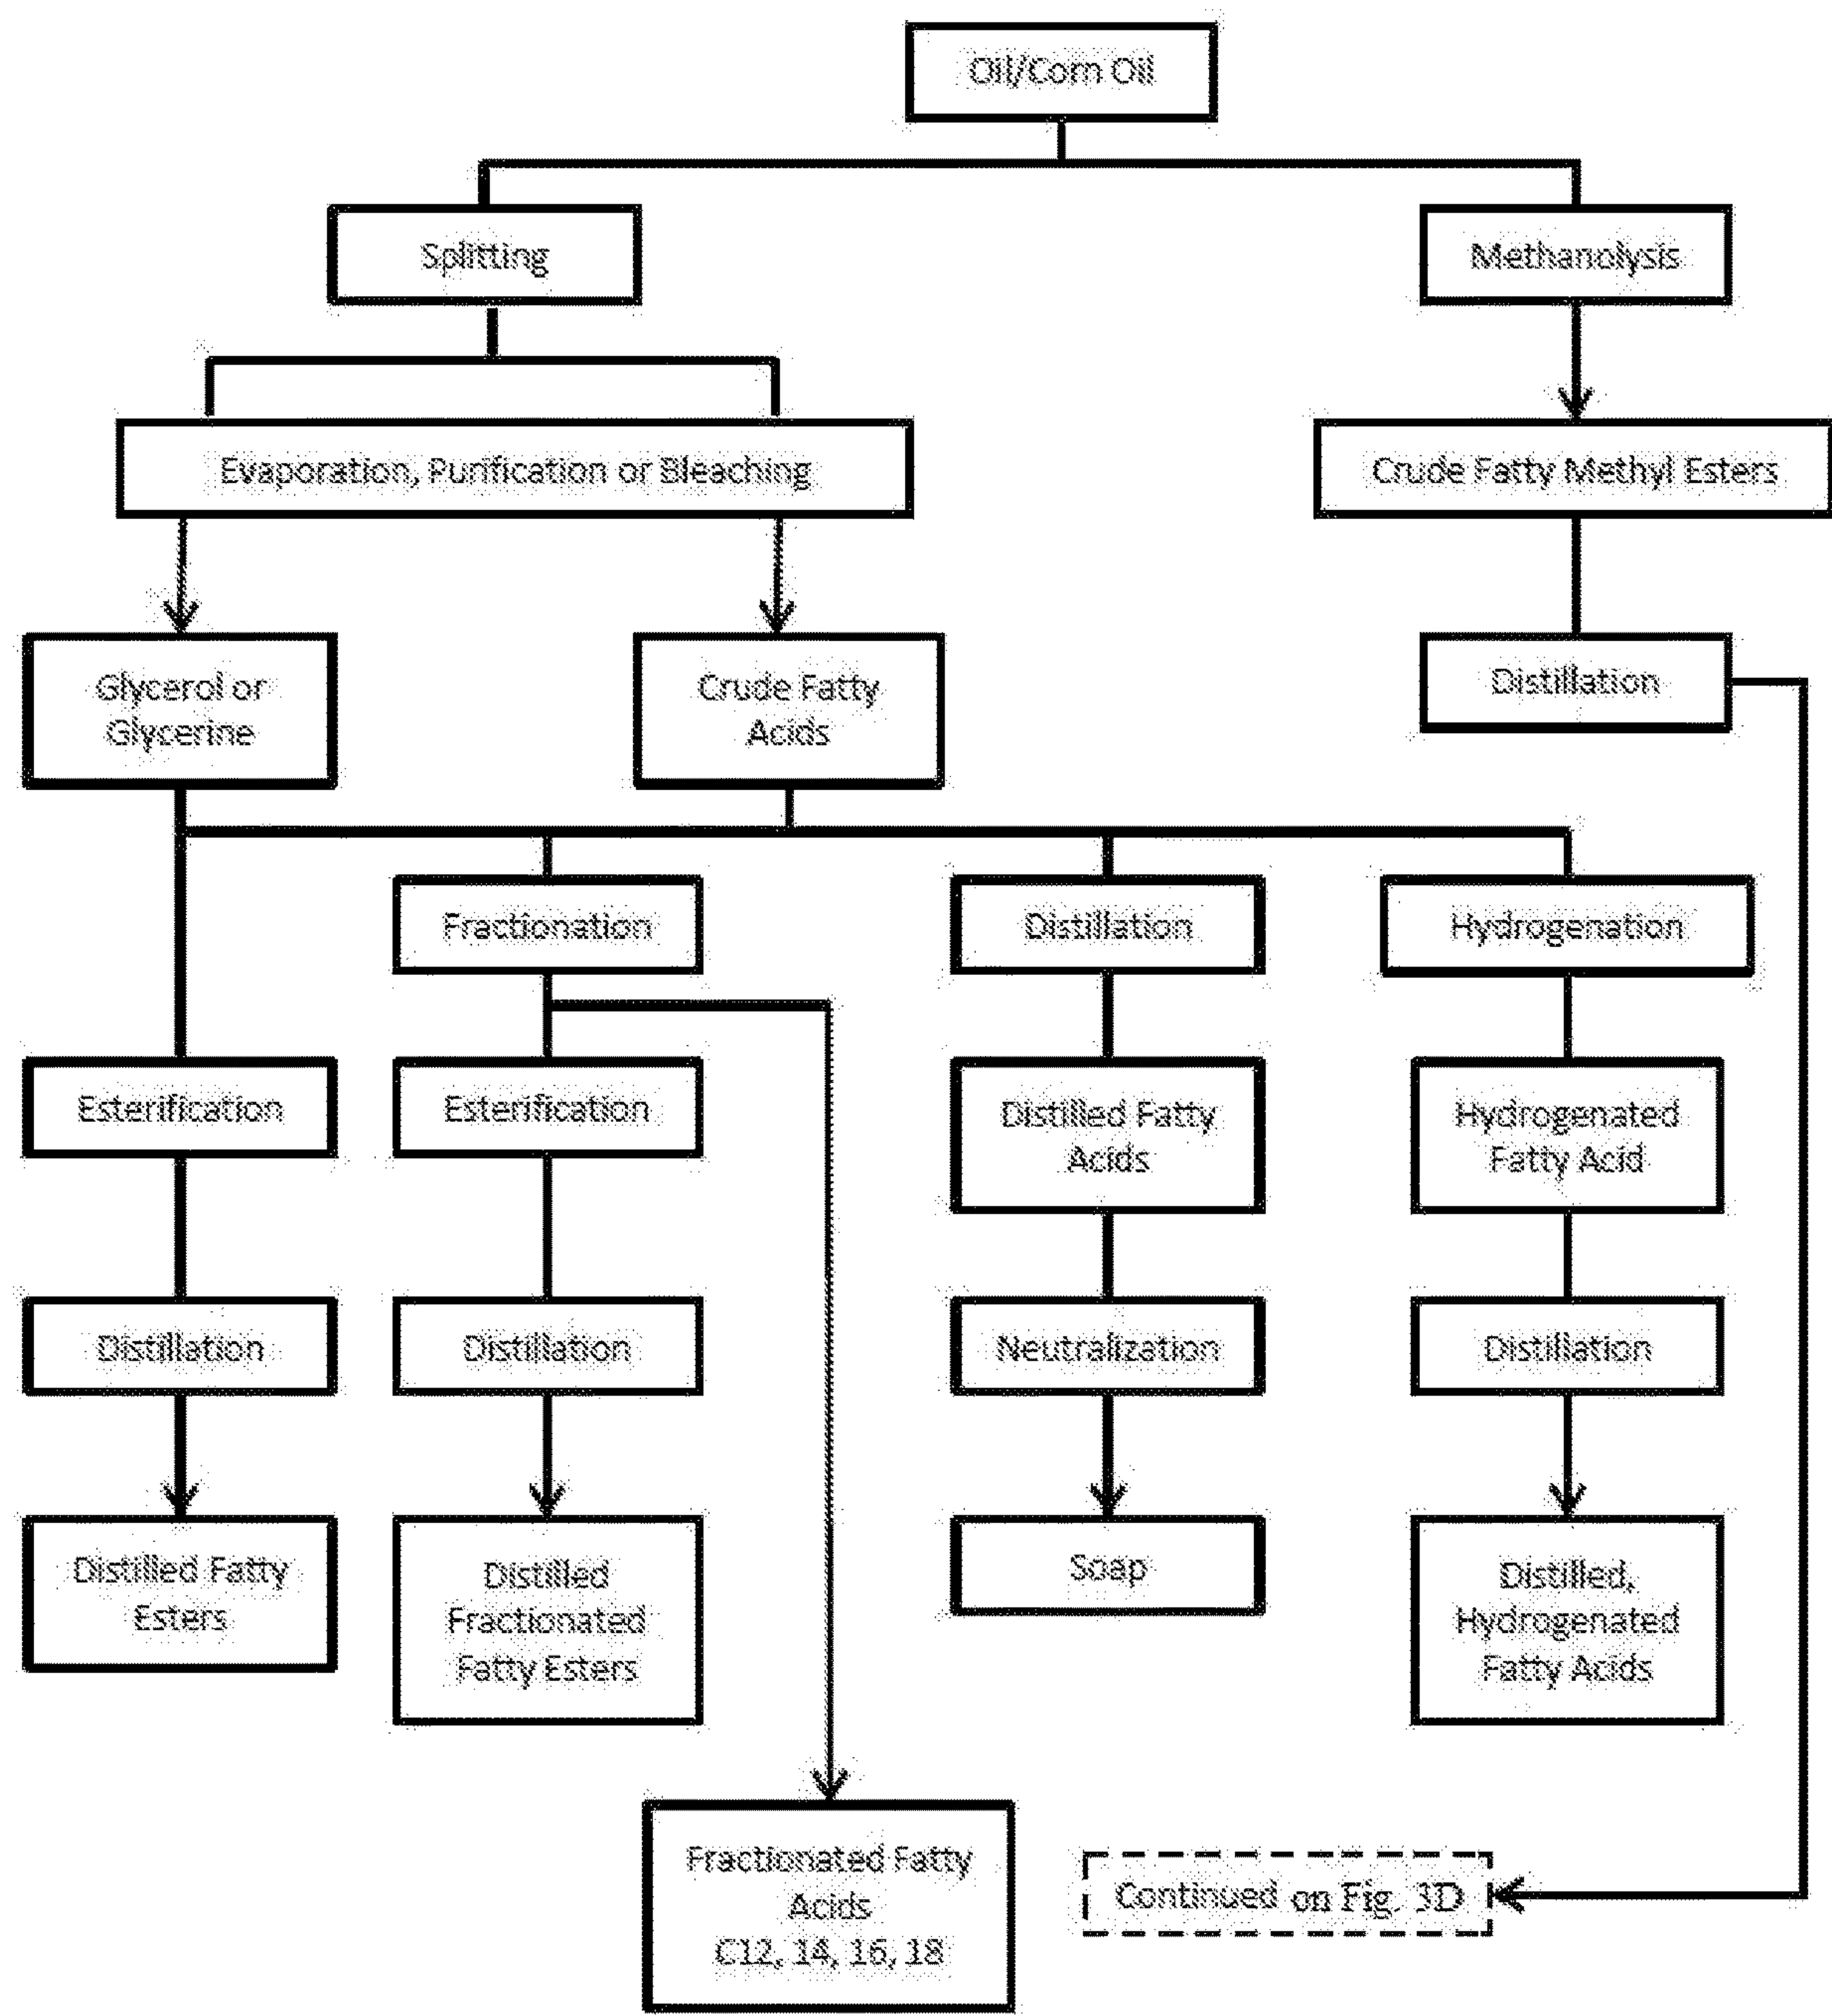 Oil/Corn Oil
Splitting
Methanolysis
Evaporation, Purification or Bleaching
Crude Fatty Methyl Esters
Glycerol or
Glycerine
Crude Fatty
Acids
Distillation
Fractionation
Distillation
Hydrogenation
Esterification
Esterification
Distilled Fatty
Acids
Hydrogenated
Fatty Acid
Distillation
Distillation
Neutralization
Distillation
Distilled Fatty
Esters
Distilled
Fractionated
Fatty Esters
Soap
Distilled,
Hydrogenated
Fatty Acids
Fractionated Fatty
Acids
C12, 14, 16, 18
Continued on Fig. 3D